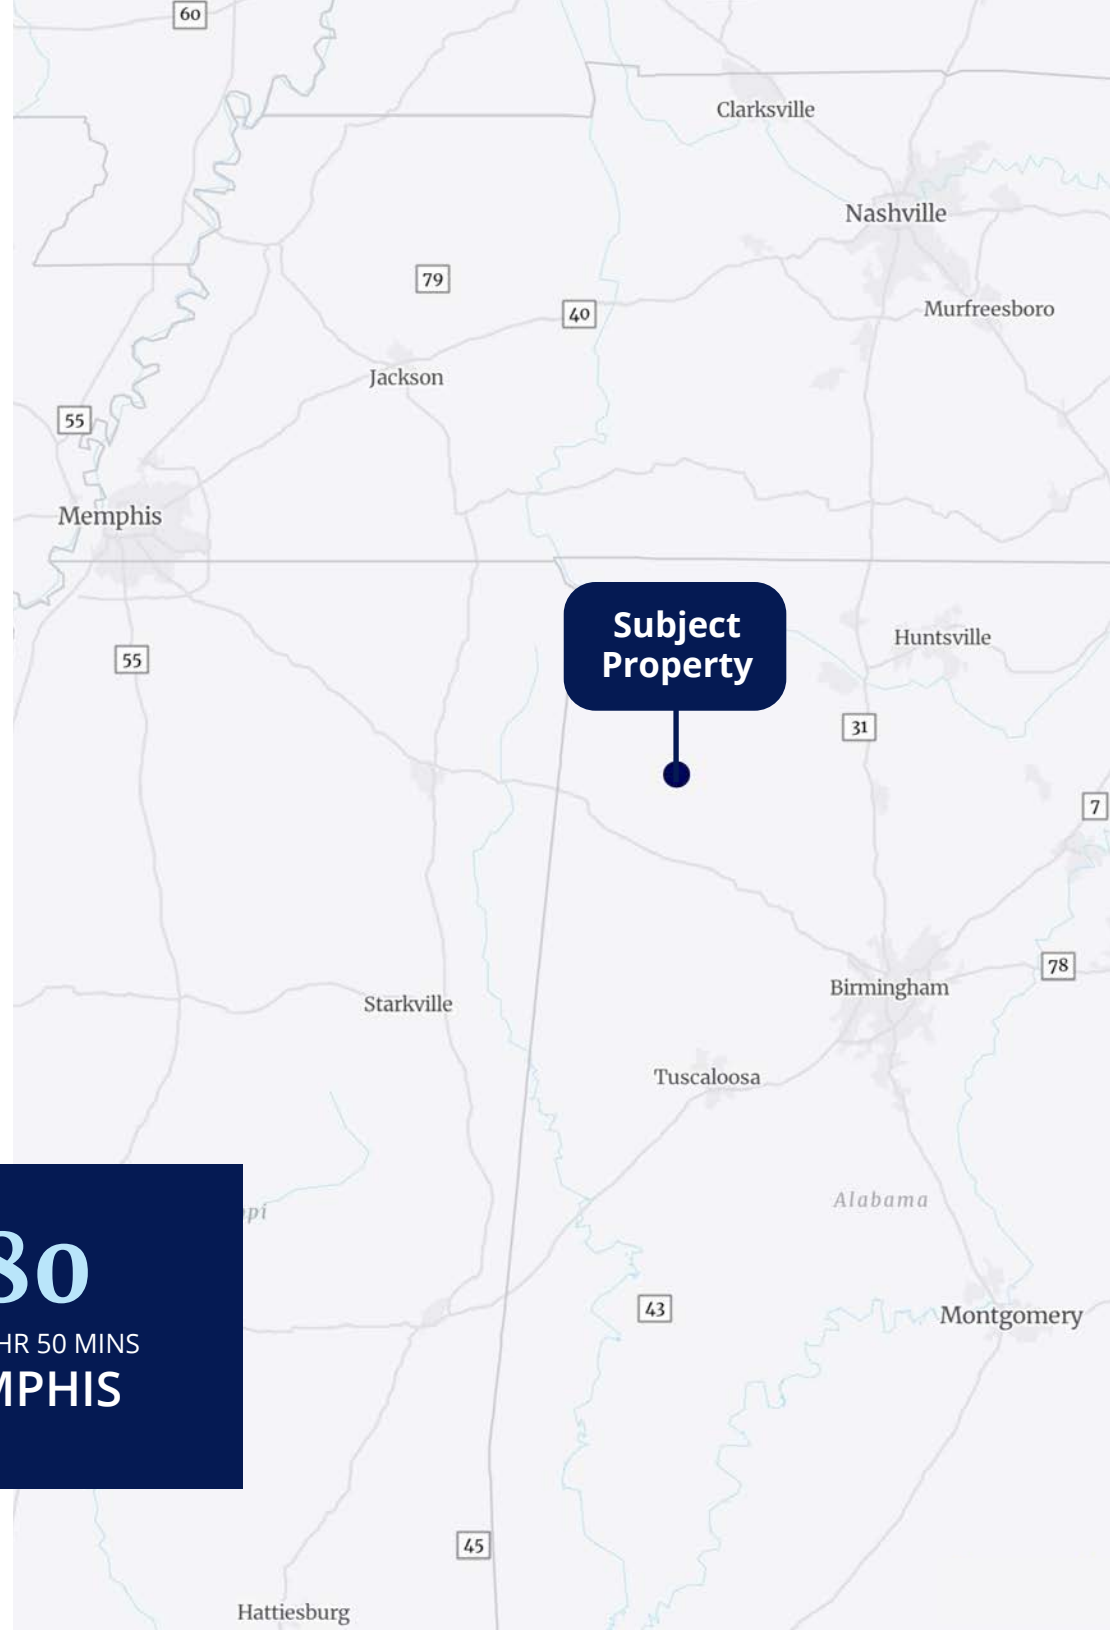 60
Clarksville
Nashville
79
40
Murfreesboro
Jackson
55
Memphis
Subject
Property
Huntsville
55
31
7
78
Birmingham
Starkville
Tuscaloosa
Alabama
pi
80
HR 50 MINS
MPHIS
43
Montgomery
45
Hattiesburg